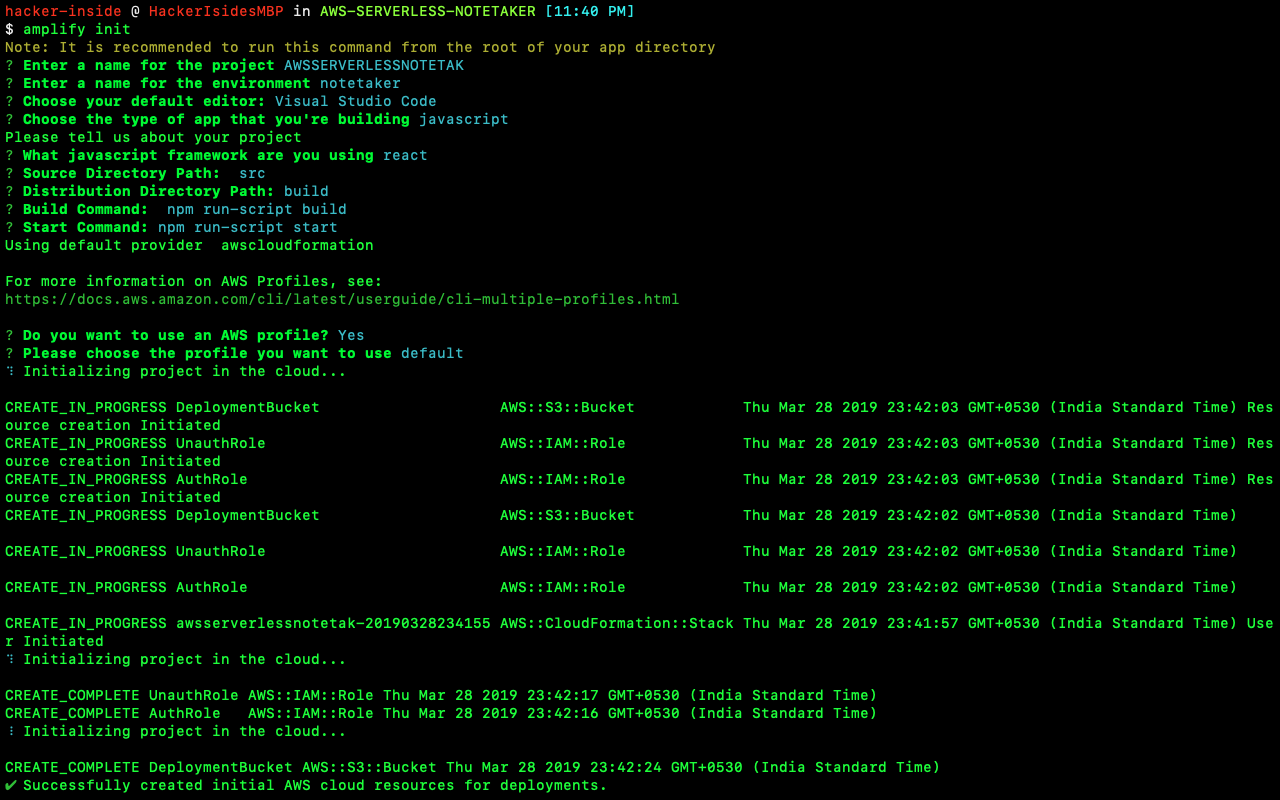 hacker-inside @ HackerIsidesMBP in AWS-SERVERLESS-NOTETAKER [11:40 PM]
$ amplify init
Note: It is recommended to run this command from the root of your app directory
? Enter a name for the project AWSSERVERLESSNOTETAK
? Enter a name for the environment notetaker
? Choose your default editor: Visual Studio Code
? Choose the type of app that you're building javascript
Please tell us about your project
? What javascript framework are you using react
? Source Directory Path:  src
? Distribution Directory Path: build
? Build Command:  npm run-script build
? Start Command: npm run-script start
Using default provider  awscloudformation
For more information on AWS Profiles, see:
https://docs.aws.amazon.com/cli/latest/userguide/cli-multiple-profiles.html
? Do you want to use an AWS profile? Yes
? Please choose the profile you want to use default
⠹ Initializing project in the cloud...
CREATE_IN_PROGRESS DeploymentBucket                    AWS::S3::Bucket            Thu Mar 28 2019 23:42:03 GMT+0530 (India Standard Time) Res
ource creation Initiated
CREATE_IN_PROGRESS UnauthRole                          AWS::IAM::Role             Thu Mar 28 2019 23:42:03 GMT+0530 (India Standard Time) Res
ource creation Initiated
CREATE_IN_PROGRESS AuthRole                            AWS::IAM::Role             Thu Mar 28 2019 23:42:03 GMT+0530 (India Standard Time) Res
ource creation Initiated
CREATE_IN_PROGRESS DeploymentBucket                    AWS::S3::Bucket            Thu Mar 28 2019 23:42:02 GMT+0530 (India Standard Time)
CREATE_IN_PROGRESS UnauthRole                          AWS::IAM::Role             Thu Mar 28 2019 23:42:02 GMT+0530 (India Standard Time)
CREATE_IN_PROGRESS AuthRole                            AWS::IAM::Role             Thu Mar 28 2019 23:42:02 GMT+0530 (India Standard Time)
CREATE_IN_PROGRESS awsserverlessnotetak-20190328234155 AWS::CloudFormation::Stack Thu Mar 28 2019 23:41:57 GMT+0530 (India Standard Time) Use
r Initiated
⠹ Initializing project in the cloud...
CREATE_COMPLETE UnauthRole AWS::IAM::Role Thu Mar 28 2019 23:42:17 GMT+0530 (India Standard Time)
CREATE_COMPLETE AuthRole   AWS::IAM::Role Thu Mar 28 2019 23:42:16 GMT+0530 (India Standard Time)
⠸ Initializing project in the cloud...
CREATE_COMPLETE DeploymentBucket AWS::S3::Bucket Thu Mar 28 2019 23:42:24 GMT+0530 (India Standard Time)
✔ Successfully created initial AWS cloud resources for deployments.